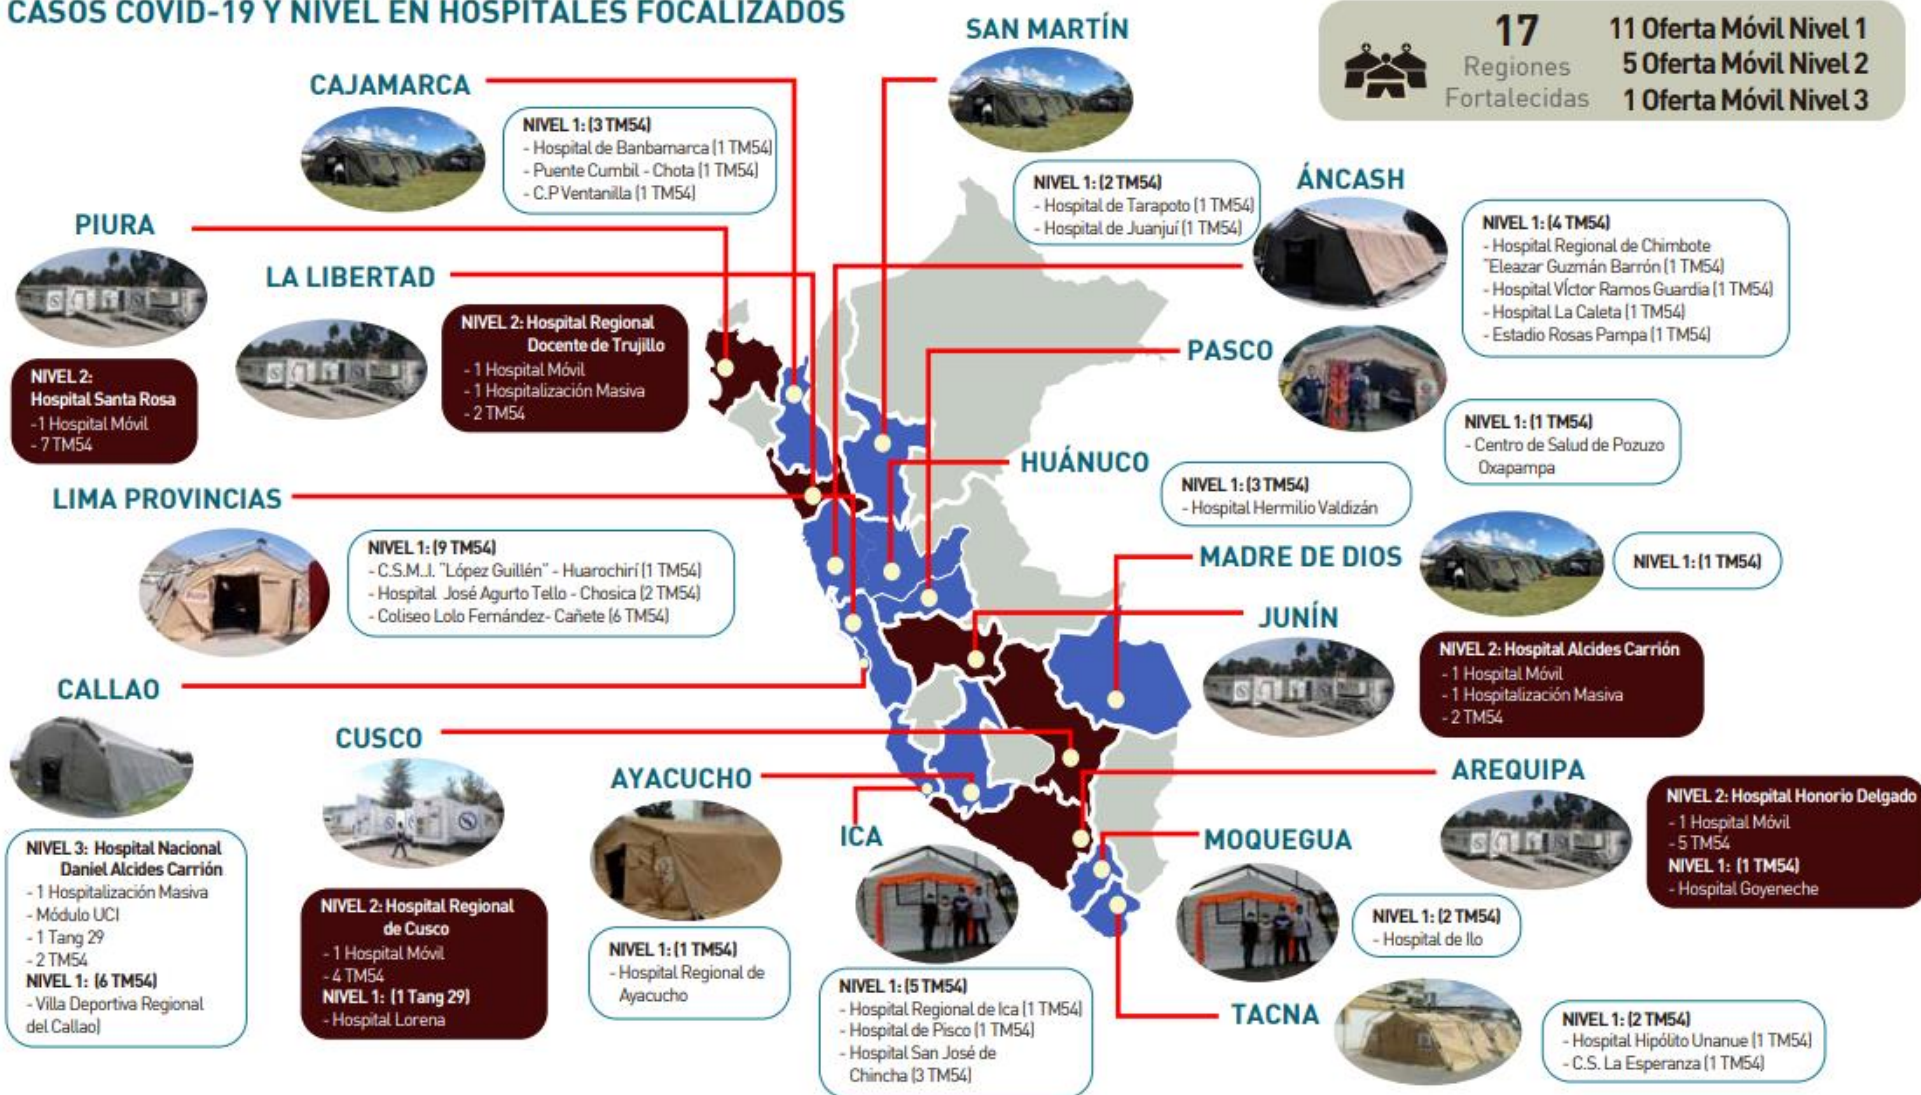 CASOS COVID-19 Y NIVEL EN HOSPITALES FOCALIZADOS
17
Regiones
Fortalecidas
11 Oferta Móvil Nivel 1
5 Oferta Móvil Nivel 2
1 Oferta Móvil Nivel 3
SAN MARTÍN
NIVEL 1: (2 TM54)
- Hospital de Tarapoto (1 TM54)
- Hospital de Juanjuí (1 TM54)
CAJAMARCA
NIVEL 1: (3 TM54)
- Hospital de Banbamarca (1 TM54)
- Puente Cumbil - Chota (1 TM54)
- C.P Ventanilla (1 TM54)
ÁNCASH
NIVEL 1: (4 TM54)
- Hospital Regional de Chimbote
"Eleazar Guzmán Barrón (1 TM54)
- Hospital Víctor Ramos Guardia (1 TM54)
- Hospital La Caleta (1 TM54)
- Estadio Rosas Pampa (1 TM54)
PIURA
NIVEL 2:
Hospital Santa Rosa
-1 Hospital Móvil
- 7 TM54
LA LIBERTAD
NIVEL 2: Hospital Regional
Docente de Trujillo
- 1 Hospital Móvil
- 1 Hospitalización Masiva
- 2 TM54
PASCO
NIVEL 1: (1 TM54)
- Centro de Salud de Pozuzo
Oxapampa
HUÁNUCO
NIVEL 1: (3 TM54)
- Hospital Hermilio Valdizán
LIMA PROVINCIAS
NIVEL 1: (9 TM54)
- C.S.M..I. "López Guillén" - Huarochirí (1 TM54)
- Hospital José Agurto Tello - Chosica (2 TM54)
- Coliseo Lolo Fernández- Cañete (6 TM54)
MADRE DE DIOS
NIVEL 1: (1 TM54)
JUNÍN
NIVEL 2: Hospital Alcides Carrión
- 1 Hospital Móvil
- 1 Hospitalización Masiva
- 2 TM54
CALLAO
NIVEL 3: Hospital Nacional
Daniel Alcides Carrión
- 1 Hospitalización Masiva
- Módulo UCI
- 1 Tang 29
- 2 TM54
NIVEL 1: (6 TM54)
- Villa Deportiva Regional
del Callao)
CUSCO
NIVEL 2: Hospital Regional
de Cusco
- 1 Hospital Móvil
- 4 TM54
NIVEL 1: (1 Tang 29)
- Hospital Lorena
AYACUCHO
NIVEL 1: (1 TM54)
- Hospital Regional de
Ayacucho
ICA
NIVEL 1: (5 TM54)
- Hospital Regional de Ica (1 TM54)
- Hospital de Pisco (1 TM54)
- Hospital San José de
Chincha (3 TM54)
AREQUIPA
NIVEL 2: Hospital Honorio Delgado
- 1 Hospital Móvil
- 5 TM54
NIVEL 1: (1 TM54)
- Hospital Goyeneche
MOQUEGUA
NIVEL 1: (2 TM54)
- Hospital de Ilo
TACNA
NIVEL 1: (2 TM54)
- Hospital Hipólito Unanue (1 TM54)
- C.S. La Esperanza (1 TM54)